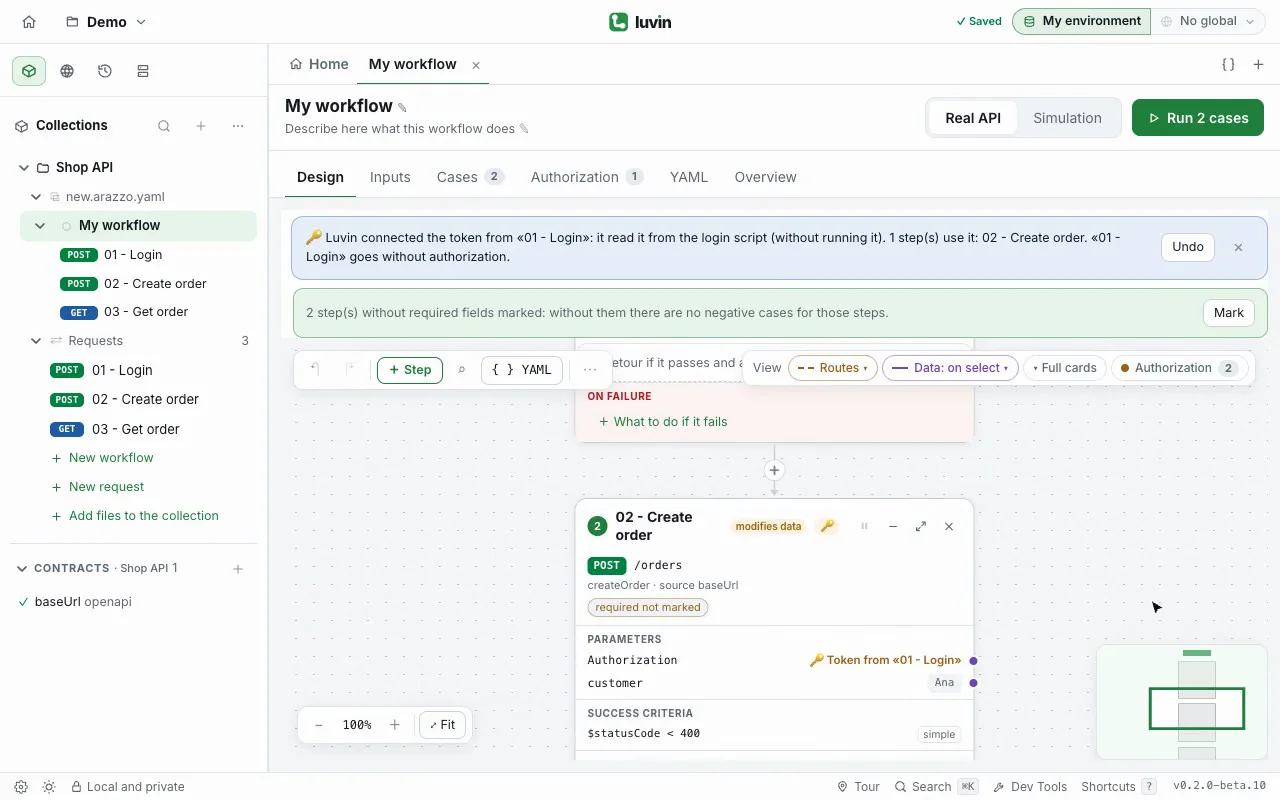 Demo
luvin
Saved
My environment
No global
Home
My workflow
{ }
Collections
My workflow
Describe here what this workflow does
Real API
Simulation
Run 2 cases
Design
Inputs
Cases 2
Authorization 1
YAML
Overview
Shop API
new.arazzo.yaml
My workflow
POST 01 - Login
POST 02 - Create order
GET 03 - Get order
Requests 3
POST 01 - Login
POST 02 - Create order
GET 03 - Get order
+ New workflow
+ New request
+ Add files to the collection
CONTRACTS · Shop API 1
baseUrl openapi
Luvin connected the token from «01 - Login»: it read it from the login script (without running it). 1 step(s) use it: 02 - Create order. «01 -
Login» goes without authorization.
Undo
2 step(s) without required fields marked: without them there are no negative cases for those steps.
Mark
+ Step
{ } YAML
etour if it passes and a
View
Routes
Data: on select
Full cards
Authorization 2
ON FAILURE
+ What to do if it fails
2
02 - Create
order
modifies data
POST /orders
createOrder · source baseUrl
required not marked
PARAMETERS
Authorization
Token from «01 - Login»
customer
Ana
SUCCESS CRITERIA
$statusCode < 400
simple
100%
Fit
Local and private
Tour
Search ⌘K
Dev Tools
Shortcuts ?
v0.2.0-beta.10